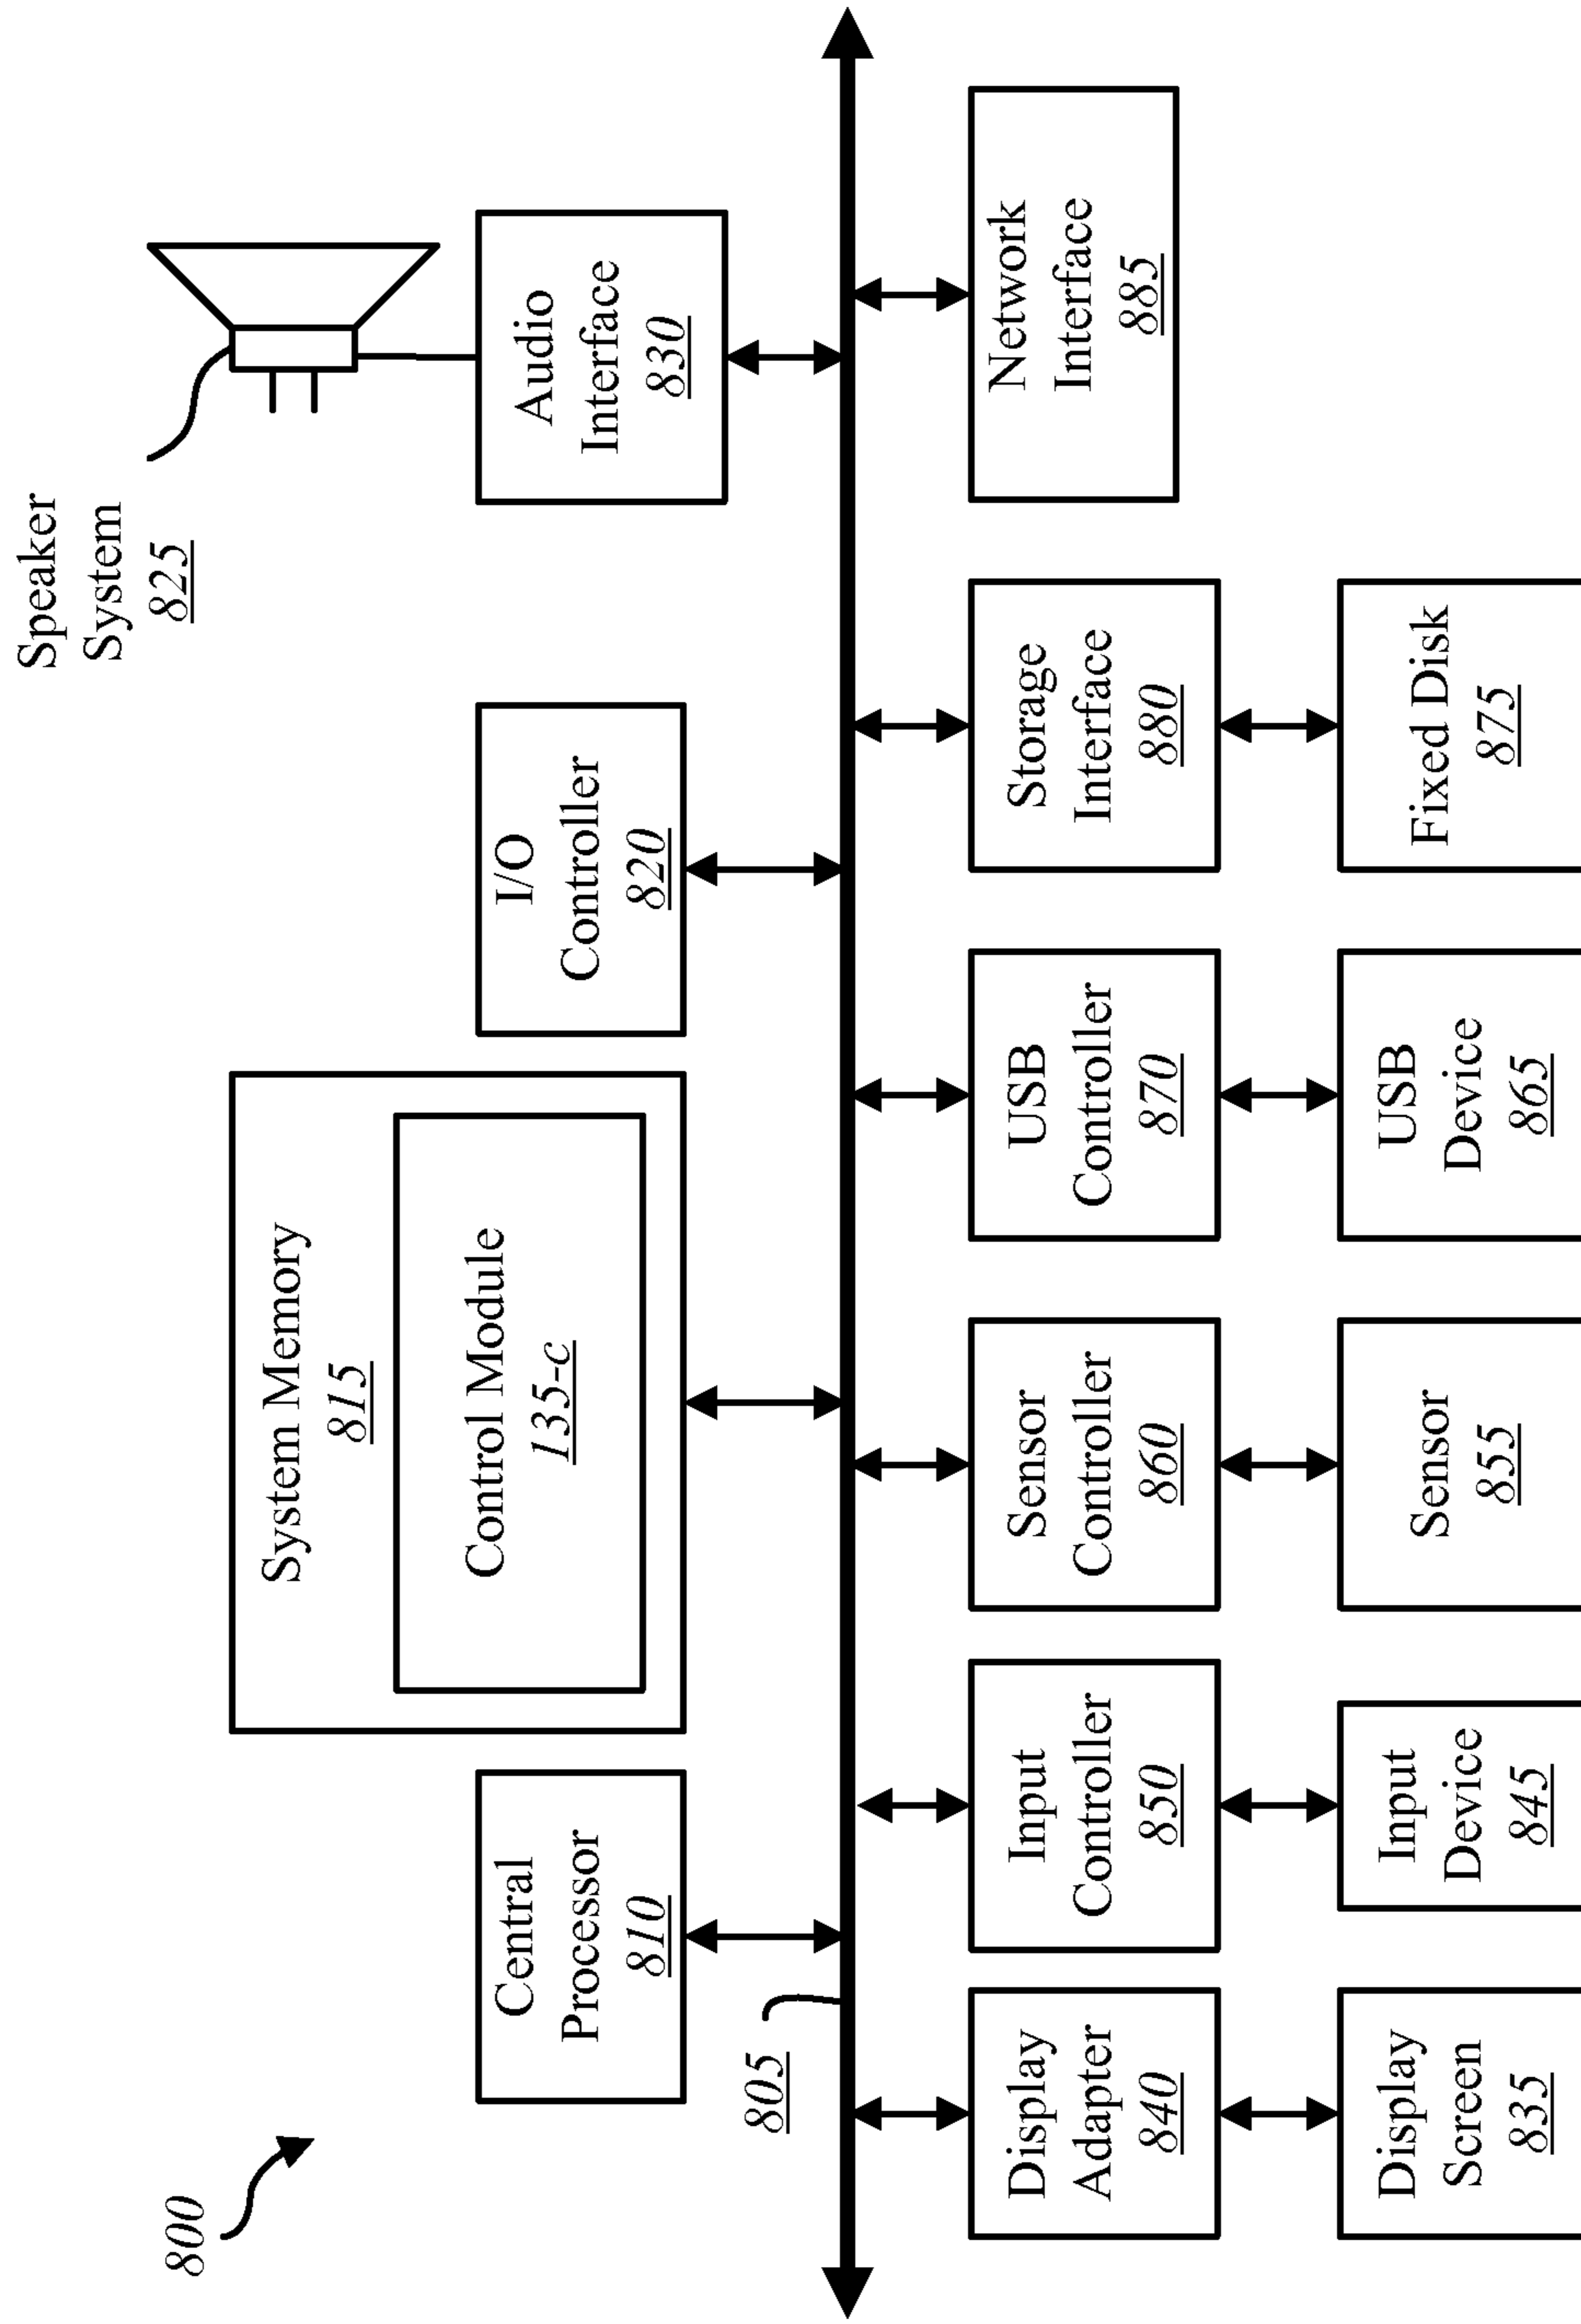 800
Speaker
System
825
System Memory
815
Control Module
135-c
Central
Processor
810
I/O
Controller
820
Audio
Interface
830
805
Display
Adapter
840
Input
Controller
850
Sensor
Controller
860
USB
Controller
870
Storage
Interface
880
Network
Interface
885
Display
Screen
835
Input
Device
845
Sensor
855
USB
Device
865
Fixed Disk
875